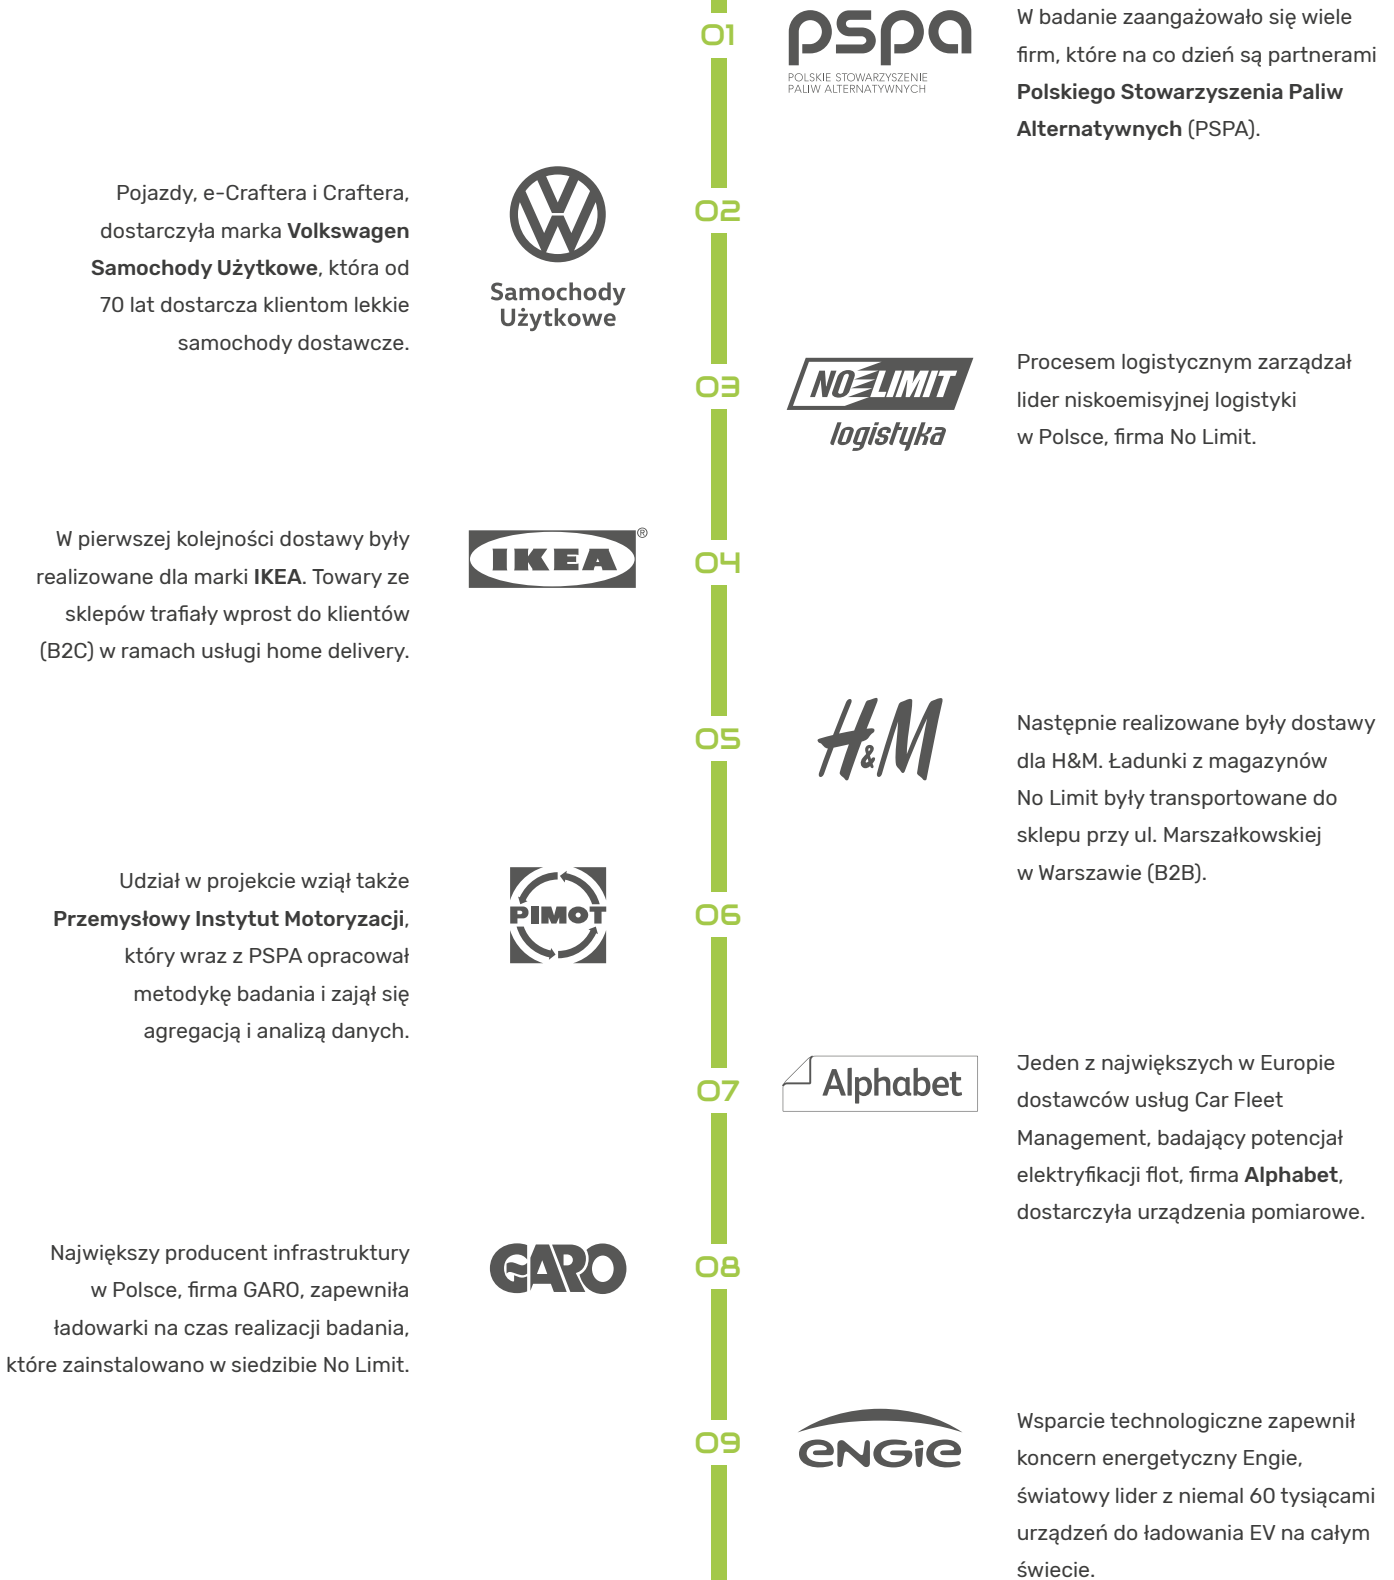 01
pspa
POLSKIE STOWARZYSZENIE
PALIW ALTERNATYWNYCH
W badanie zaangażowało się wiele
firm, które na co dzień są partnerami
Polskiego Stowarzyszenia Paliw
Alternatywnych (PSPA).
Pojazdy, e-Craftera i Craftera,
dostarczyła marka Volkswagen
Samochody Użytkowe, która od
70 lat dostarcza klientom lekkie
samochody dostawcze.
Samochody
Użytkowe
02
03
NO LIMIT
logistyka
Procesem logistycznym zarządzał
lider niskoemisyjnej logistyki
w Polsce, firma No Limit.
W pierwszej kolejności dostawy były
realizowane dla marki IKEA. Towary ze
sklepów trafiały wprost do klientów
(B2C) w ramach usługi home delivery.
IKEA®
04
05
H&M
Następnie realizowane były dostawy
dla H&M. Ładunki z magazynów
No Limit były transportowane do
sklepu przy ul. Marszałkowskiej
w Warszawie (B2B).
Udział w projekcie wziął także
Przemysłowy Instytut Motoryzacji,
który wraz z PSPA opracował
metodykę badania i zajął się
agregacją i analizą danych.
PIMOT
06
07
Alphabet
Jeden z największych w Europie
dostawców usług Car Fleet
Management, badający potencjał
elektryfikacji flot, firma Alphabet,
dostarczyła urządzenia pomiarowe.
Największy producent infrastruktury
w Polsce, firma GARO, zapewniła
ładowarki na czas realizacji badania,
które zainstalowano w siedzibie No Limit.
GARO
08
09
ENGIE
Wsparcie technologiczne zapewnił
koncern energetyczny Engie,
światowy lider z niemal 60 tysiącami
urządzeń do ładowania EV na całym
świecie.